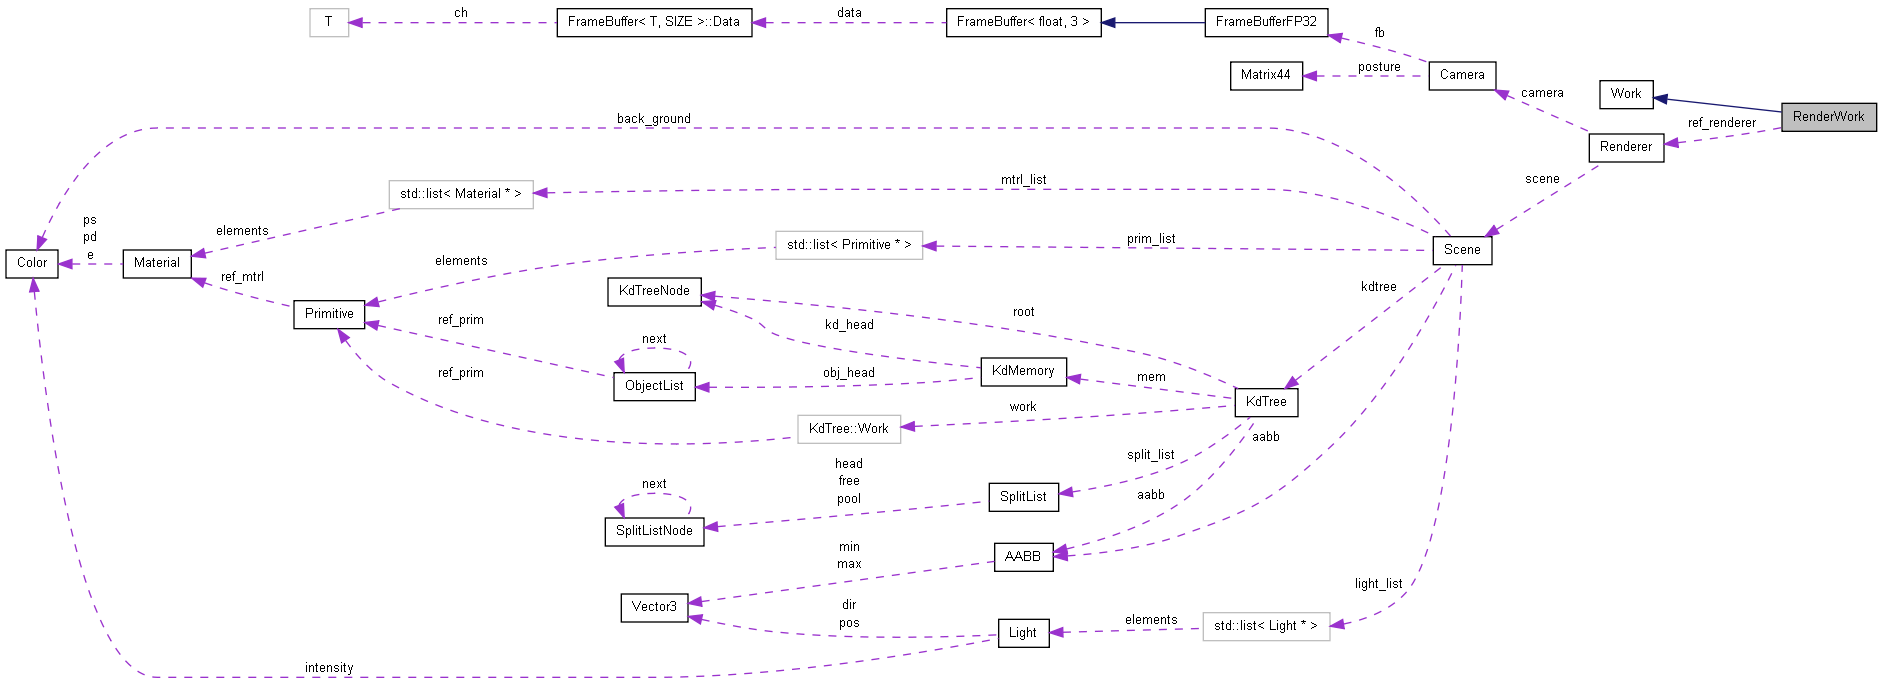 T
ch
FrameBuffer< T, SIZE >::Data
data
FrameBuffer< float, 3 >
FrameBufferFP32
fb
Matrix44
posture
Camera
camera
Work
RenderWork
ref_renderer
Renderer
scene
back_ground
mtrl_list
std::list< Material * >
elements
ps
pd
e
Color
Material
std::list< Primitive * >
prim_list
Scene
elements
ref_mtrl
KdTreeNode
root
kdtree
Primitive
ref_prim
kd_head
next
ObjectList
obj_head
KdMemory
mem
KdTree
ref_prim
KdTree::Work
work
aabb
split_list
head
free
pool
next
SplitListNode
SplitList
aabb
min
max
AABB
Vector3
dir
pos
light_list
Light
elements
std::list< Light * >
intensity